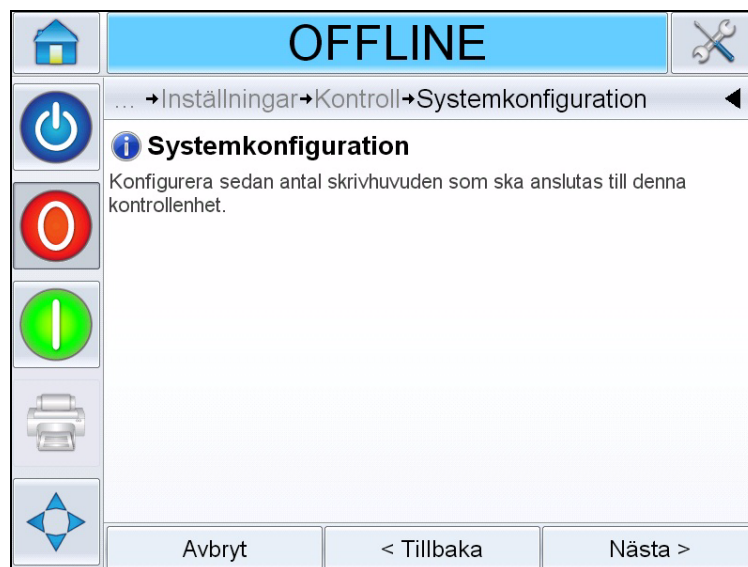 OFFLINE
... →Inställningar→Kontroll→Systemkonfiguration
Systemkonfiguration
Konfigurera sedan antal skrivhuvuden som ska anslutas till denna
kontrollenhet.
Avbryt
< Tillbaka
Nästa >